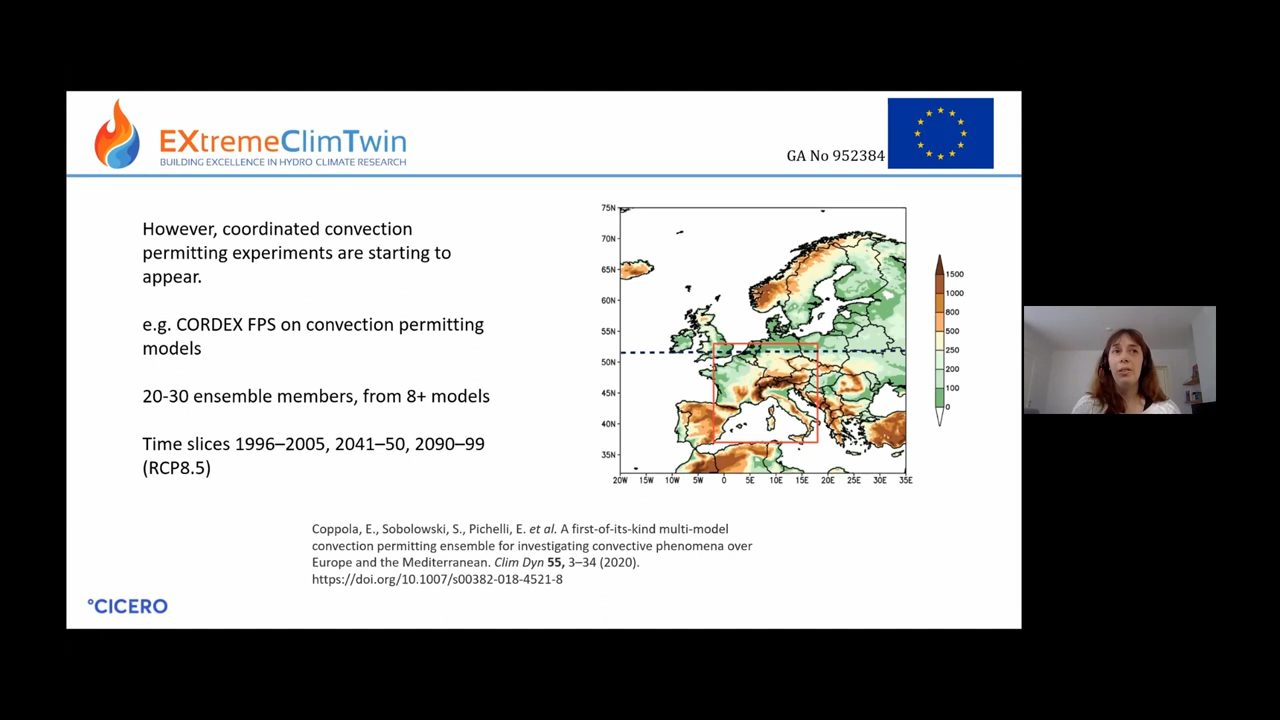 EXtremeClimTwin
BUILDING EXCELLENCE IN HYDRO CLIMATE RESEARCH
GA No 952384
However, coordinated convection
permitting experiments are starting to
appear.
e.g. CORDEX FPS on convection permitting
models
20-30 ensemble members, from 8+ models
Time slices 1996–2005, 2041–50, 2090–99
(RCP8.5)
75N
70N
65N
60N
55N
50N
45N
40N
35N
20W 15W 10W 5W 0 5E 10E 15E 20E 25E 30E 35E
1500
1000
800
500
250
200
100
0
Coppola, E., Sobolowski, S., Pichelli, E. et al. A first-of-its-kind multi-model
convection permitting ensemble for investigating convective phenomena over
Europe and the Mediterranean. Clim Dyn 55, 3–34 (2020).
https://doi.org/10.1007/s00382-018-4521-8
°CICERO